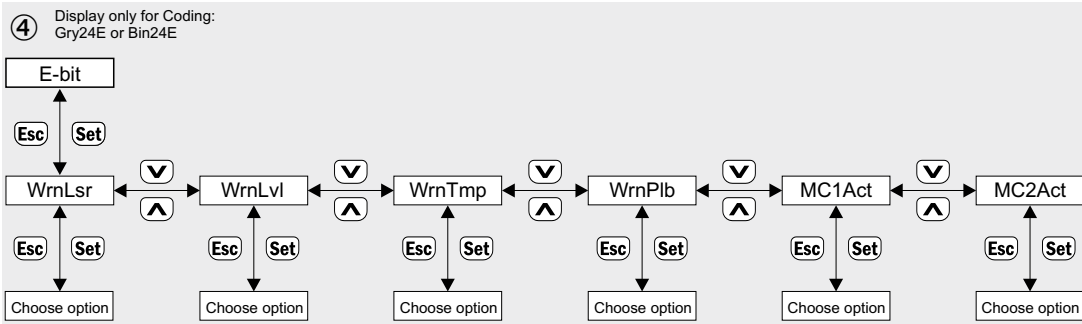 ④ Display only for Coding:
Gry24E or Bin24E
E-bit
Esc Set
WrnLsr WrnLvl WrnTmp WrnPlb MC1Act MC2Act
Esc Set Esc Set Esc Set Esc Set Esc Set Esc Set
Choose option Choose option Choose option Choose option Choose option Choose option